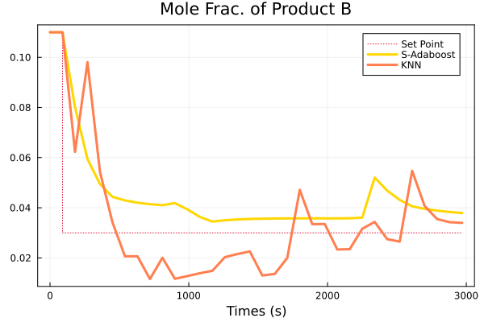 Mole Frac. of Product B
0.10
0.08
0.06
0.04
0.02
Set Point
S-Adaboost
KNN
0
1000
2000
3000
Times (s)